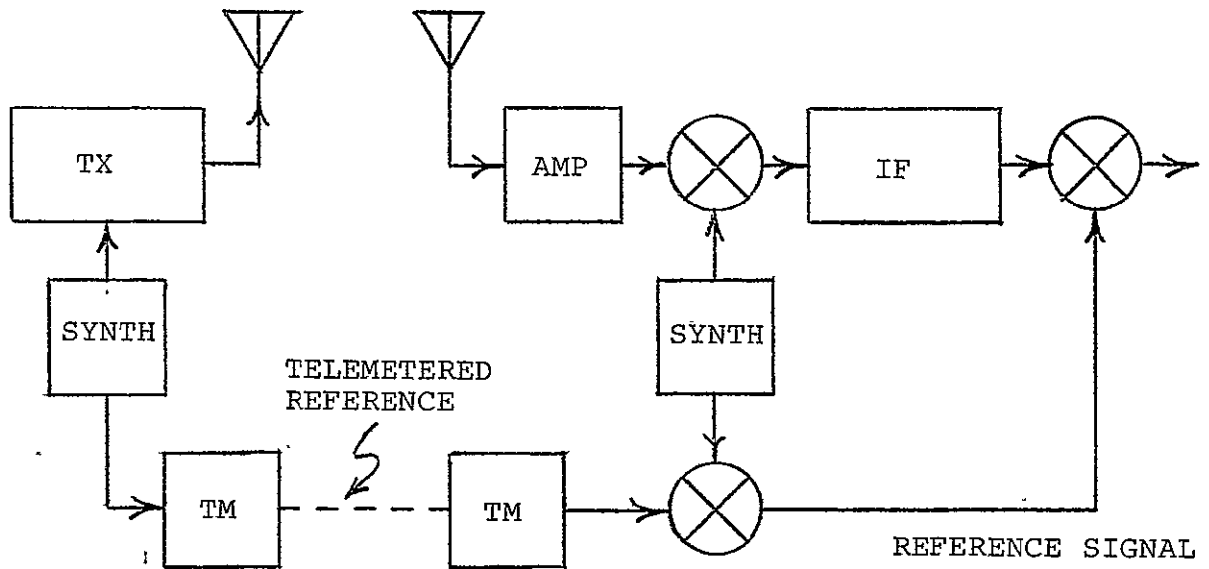 TX
AMP
IF
SYNTH
SYNTH
TELEMETERED
REFERENCE
TM
TM
REFERENCE SIGNAL